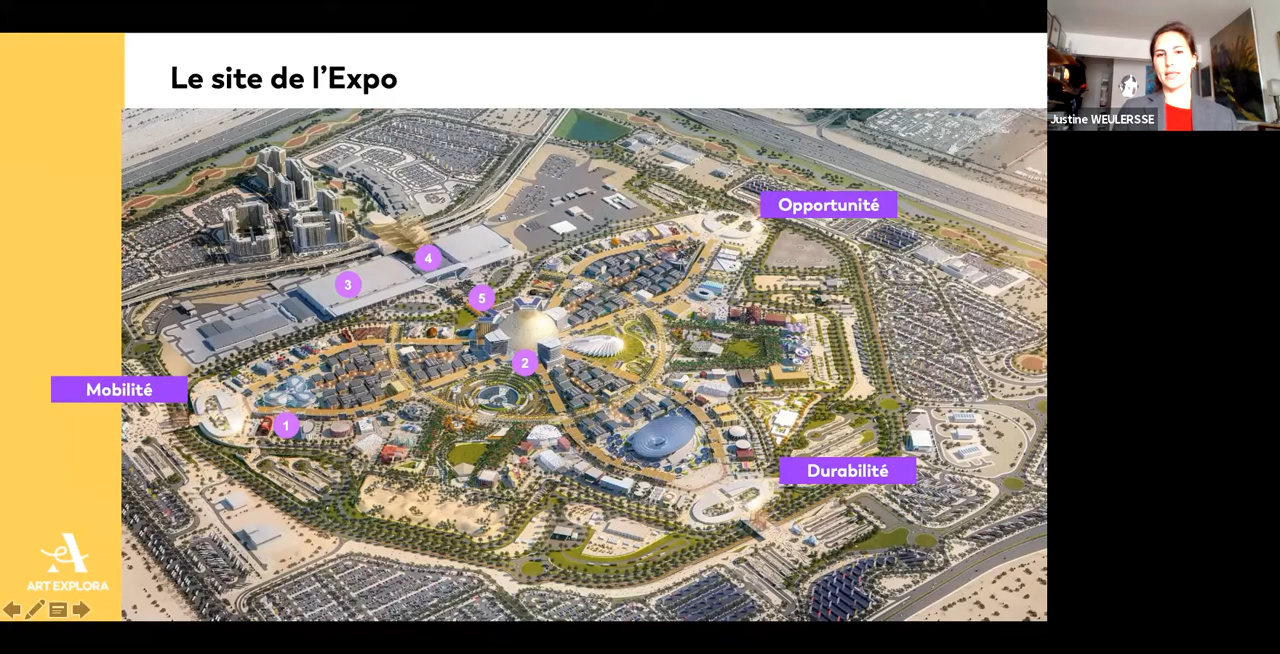 Le site de l'Expo
Justine WEULERSSE
Opportunité
4
3
5
2
Mobilité
1
Durabilité
ART EXPLORA